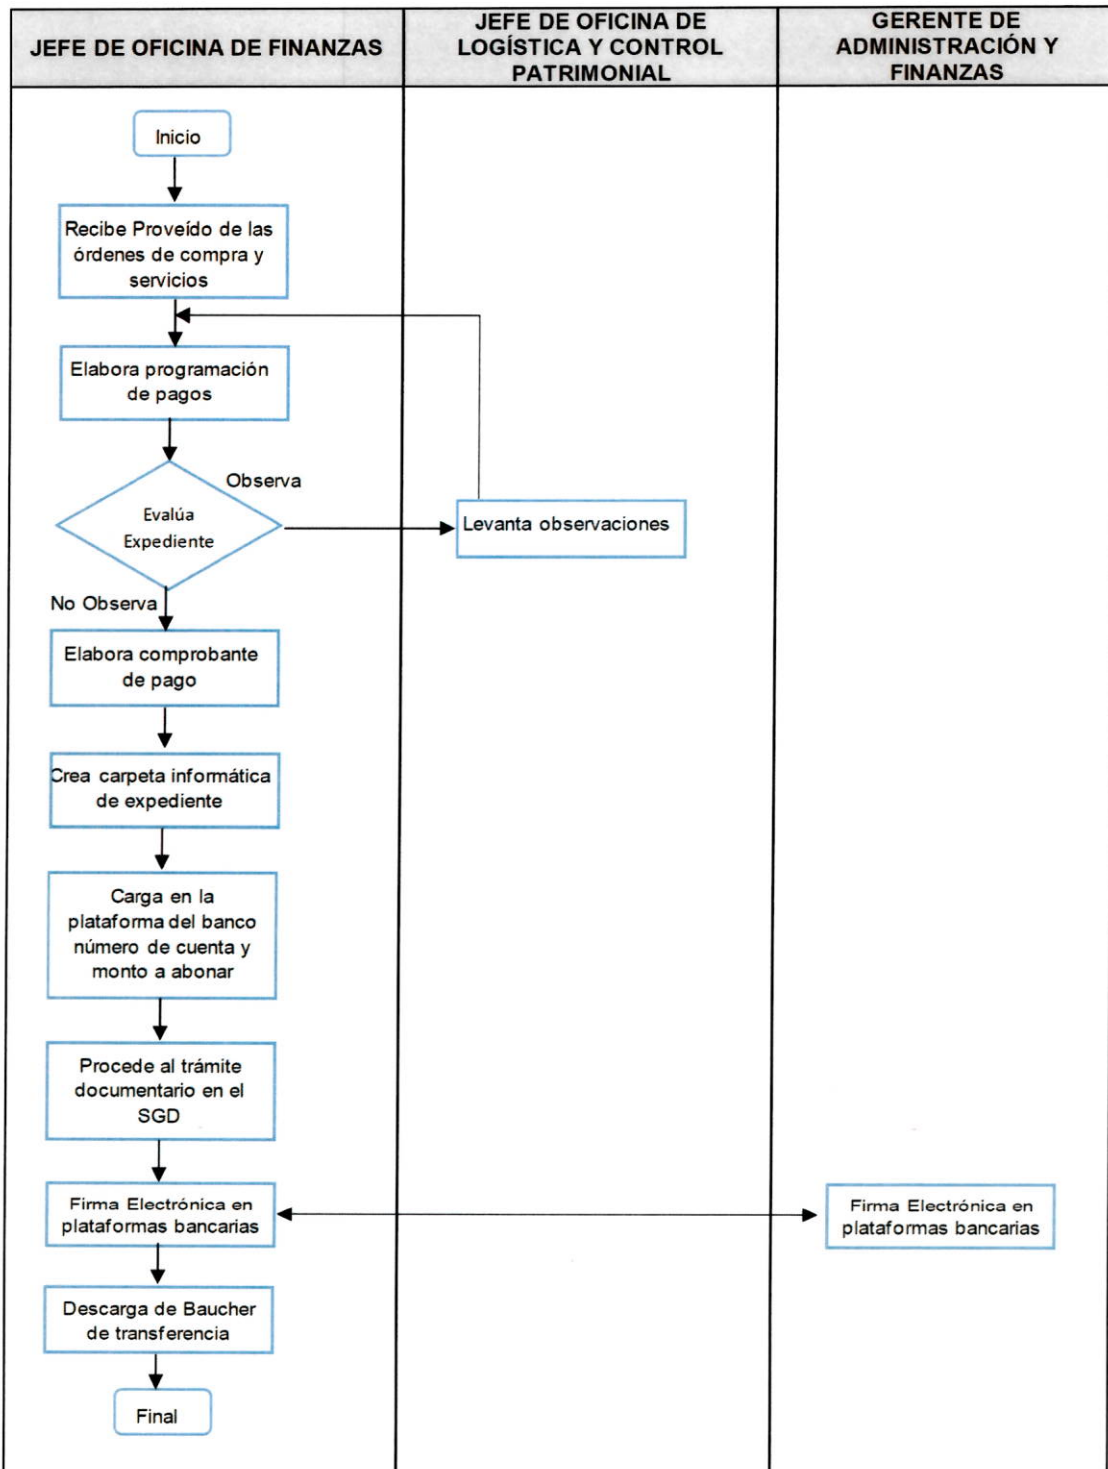 JEFE DE OFICINA DE FINANZAS
JEFE DE OFICINA DE
LOGÍSTICA Y CONTROL
PATRIMONIAL
GERENTE DE
ADMINISTRACIÓN Y
FINANZAS
Inicio
Recibe Proveído de las
órdenes de compra y
servicios
Elabora programación
de pagos
Observa
Evalúa
Expediente
Levanta observaciones
No Observa
Elabora comprobante
de pago
Crea carpeta informática
de expediente
Carga en la
plataforma del banco
número de cuenta y
monto a abonar
Procede al trámite
documentario en el
SGD
Firma Electrónica en
plataformas bancarias
Firma Electrónica en
plataformas bancarias
Descarga de Baucher
de transferencia
Final